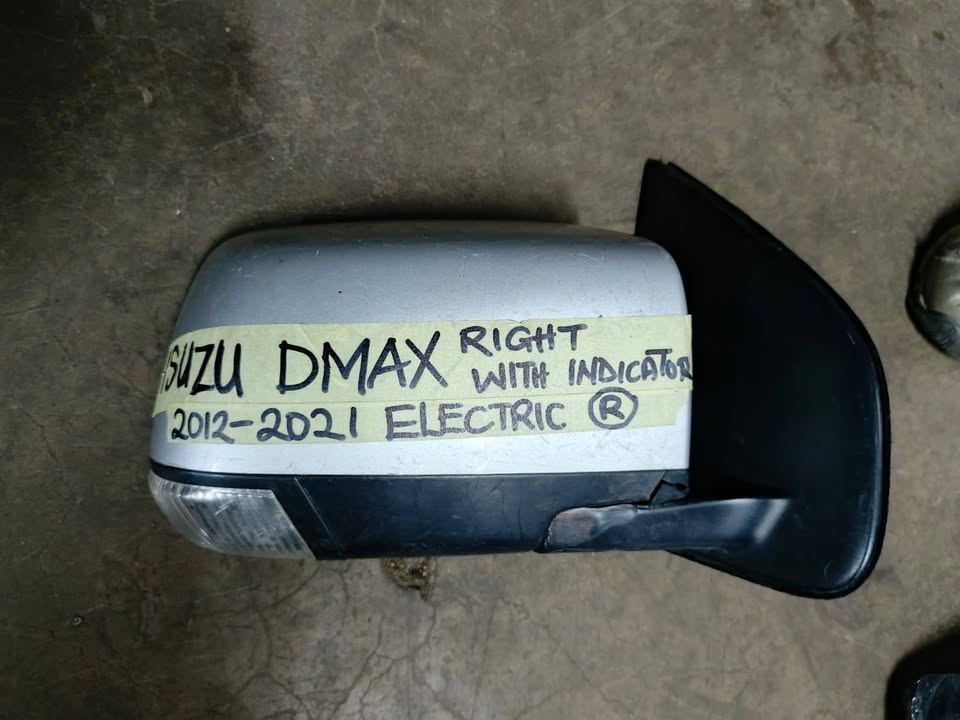 ISUZU DMAX RIGHT
WITH INDICATOR
2012-2021 ELECTRIC Ⓡ